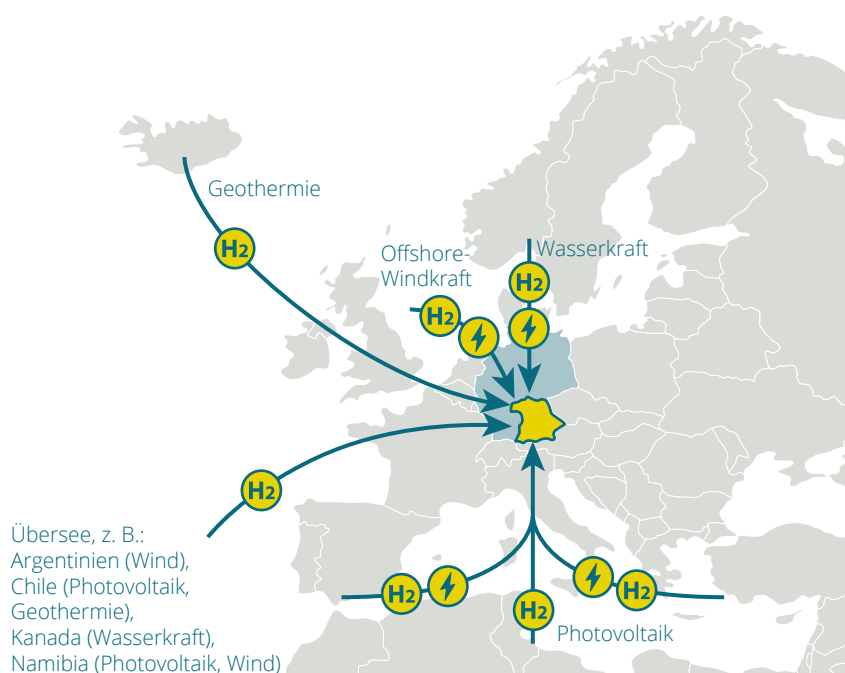 Geothermie
H2
Offshore-
Windkraft
Wasserkraft
H2
H2
H2
Übersee, z. B.:
Argentinien (Wind),
Chile (Photovoltaik,
Geothermie),
Kanada (Wasserkraft),
Namibia (Photovoltaik, Wind)
H2
H2
H2
Photovoltaik